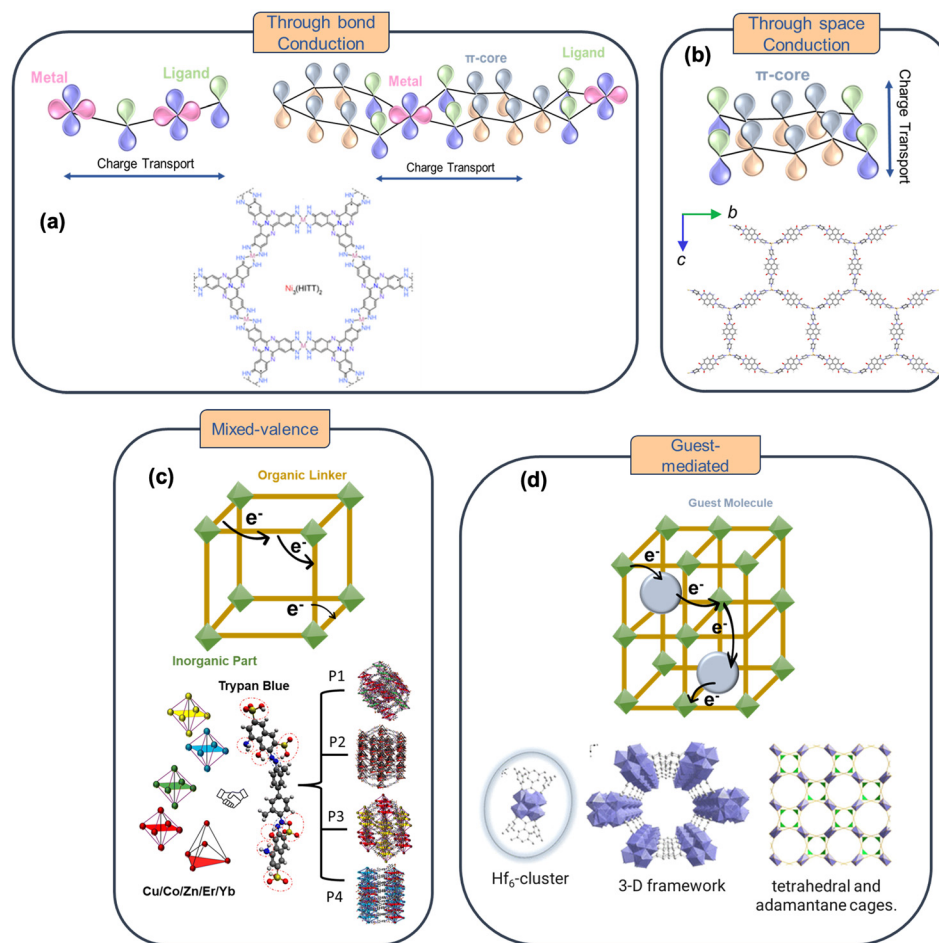 Through bond
Conduction
Metal
Ligand
π-core
Metal
Ligand
Charge Transport
Charge Transport
(a)
Ni3(HITT)2
Through space
Conduction
(b)
π-core
Charge Transport
b
c
Mixed-valence
(c)
Organic Linker
e-
e-
e-
Inorganic Part
Trypan Blue
P1
P2
P3
P4
Cu/Co/Zn/Er/Yb
Guest-
mediated
(d)
Guest Molecule
e-
e-
e-
e-
Hf6-cluster
3-D framework
tetrahedral and
adamantane cages.